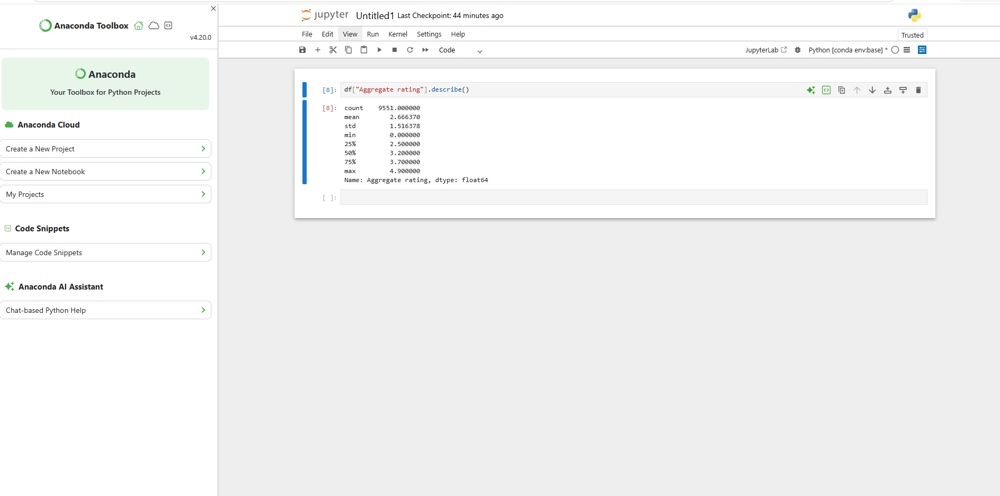 Anaconda Toolbox
v4.20.0
Anaconda
Your Toolbox for Python Projects
Anaconda Cloud
Create a New Project
Create a New Notebook
My Projects
Code Snippets
Manage Code Snippets
Anaconda AI Assistant
Chat-based Python Help
jupyter Untitled1 Last Checkpoint: 44 minutes ago
File Edit View Run Kernel Settings Help
Trusted
Code
JupyterLab Python [conda env:base] *
[8]: df["Aggregate rating"].describe()
[8]: count 9551.000000
mean 2.666370
std 1.516378
min 0.000000
25% 2.500000
50% 3.200000
75% 3.700000
max 4.900000
Name: Aggregate rating, dtype: float64
[ ]: